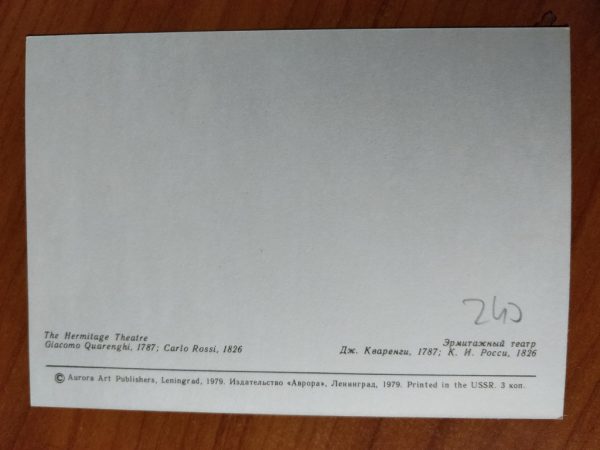 240
The Hermitage Theatre
Giacomo Quarenghi, 1787; Carlo Rossi, 1826
Эрмитажный театр
Дж. Кваренги, 1787; К. И. Росси, 1826
© Aurora Art Publishers, Leningrad, 1979. Издательство «Аврора», Ленинград, 1979. Printed in the USSR. 3 коп.